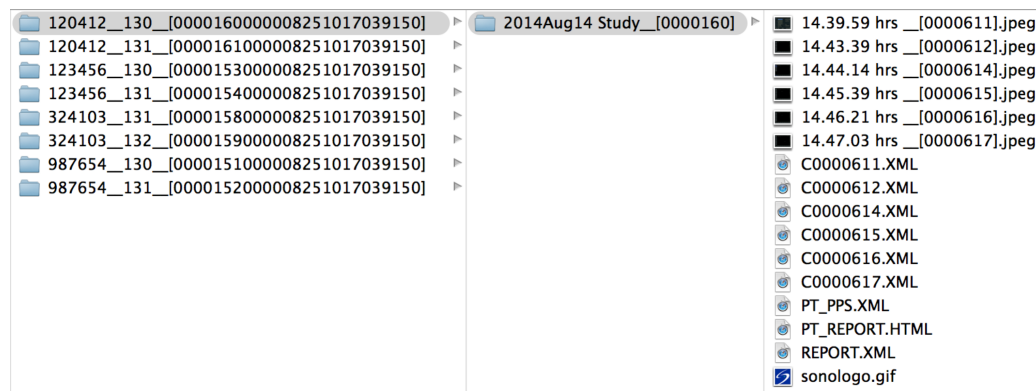 120412__130__[0000160000008251017039150]
120412__131__[0000161000008251017039150]
123456__130__[0000153000008251017039150]
123456__131__[0000154000008251017039150]
324103__131__[0000158000008251017039150]
324103__132__[0000159000008251017039150]
987654__130__[0000151000008251017039150]
987654__131__[0000152000008251017039150]
2014Aug14 Study__[0000160]
14.39.59 hrs __[0000611].jpeg
14.43.39 hrs __[0000612].jpeg
14.44.14 hrs __[0000614].jpeg
14.45.39 hrs __[0000615].jpeg
14.46.21 hrs __[0000616].jpeg
14.47.03 hrs __[0000617].jpeg
C0000611.XML
C0000612.XML
C0000614.XML
C0000615.XML
C0000616.XML
C0000617.XML
PT_PPS.XML
PT_REPORT.HTML
REPORT.XML
sonologo.gif